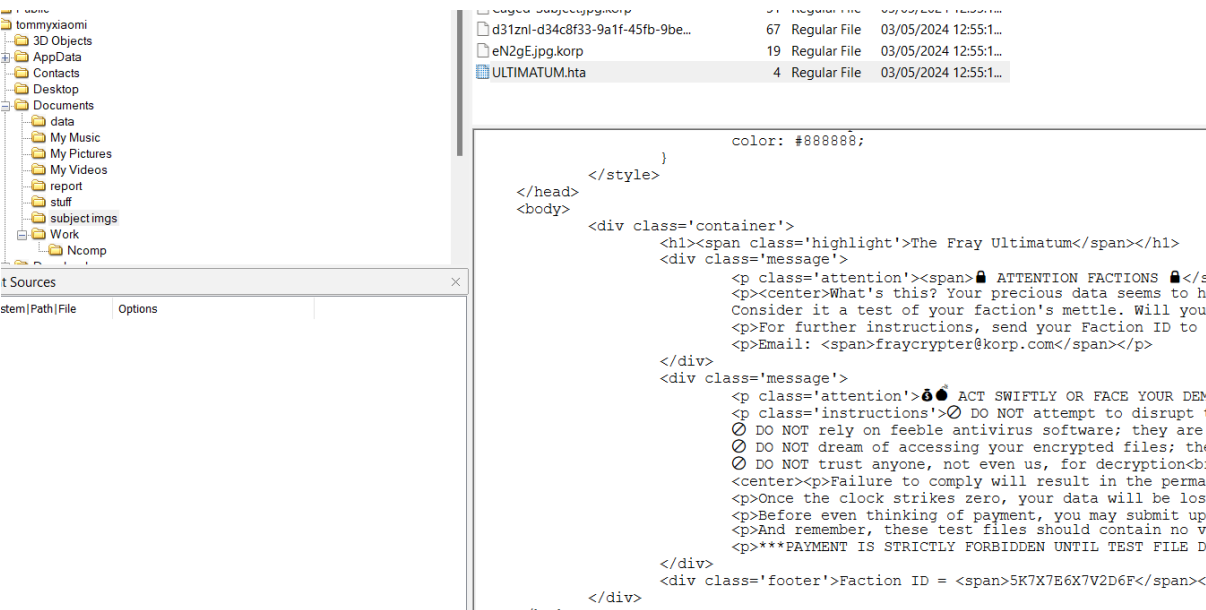 tommyxiaomi
3D Objects
AppData
Contacts
Desktop
Documents
data
My Music
My Pictures
My Videos
report
stuff
subject imgs
Work
Ncomp
t Sources
stem|Path|File Options
d31znl-d34c8f33-9a1f-45fb-9be... 67 Regular File 03/05/2024 12:55:1...
eN2gE.jpg.korp 19 Regular File 03/05/2024 12:55:1...
ULTIMATUM.hta 4 Regular File 03/05/2024 12:55:1...
color: #888888;
}
</style>
</head>
<body>
<div class='container'>
<h1><span class='highlight'>The Fray Ultimatum</span></h1>
<div class='message'>
<p class='attention'><span>🔒 ATTENTION FACTIONS 🔒</s
<p><center>What's this? Your precious data seems to h
Consider it a test of your faction's mettle. Will you
<p>For further instructions, send your Faction ID to
<p>Email: <span>fraycrypter@korp.com</span></p>
</div>
<div class='message'>
<p class='attention'>💰💣 ACT SWIFTLY OR FACE YOUR DEM
<p class='instructions'>🚫 DO NOT attempt to disrupt t
🚫 DO NOT rely on feeble antivirus software; they are
🚫 DO NOT dream of accessing your encrypted files; the
🚫 DO NOT trust anyone, not even us, for decryption<b
<center><p>Failure to comply will result in the perma
<p>Once the clock strikes zero, your data will be los
<p>Before even thinking of payment, you may submit up
<p>And remember, these test files should contain no v
<p>***PAYMENT IS STRICTLY FORBIDDEN UNTIL TEST FILE D
</div>
<div class='footer'>Faction ID = <span>5K7X7E6X7V2D6F</span><
</div>